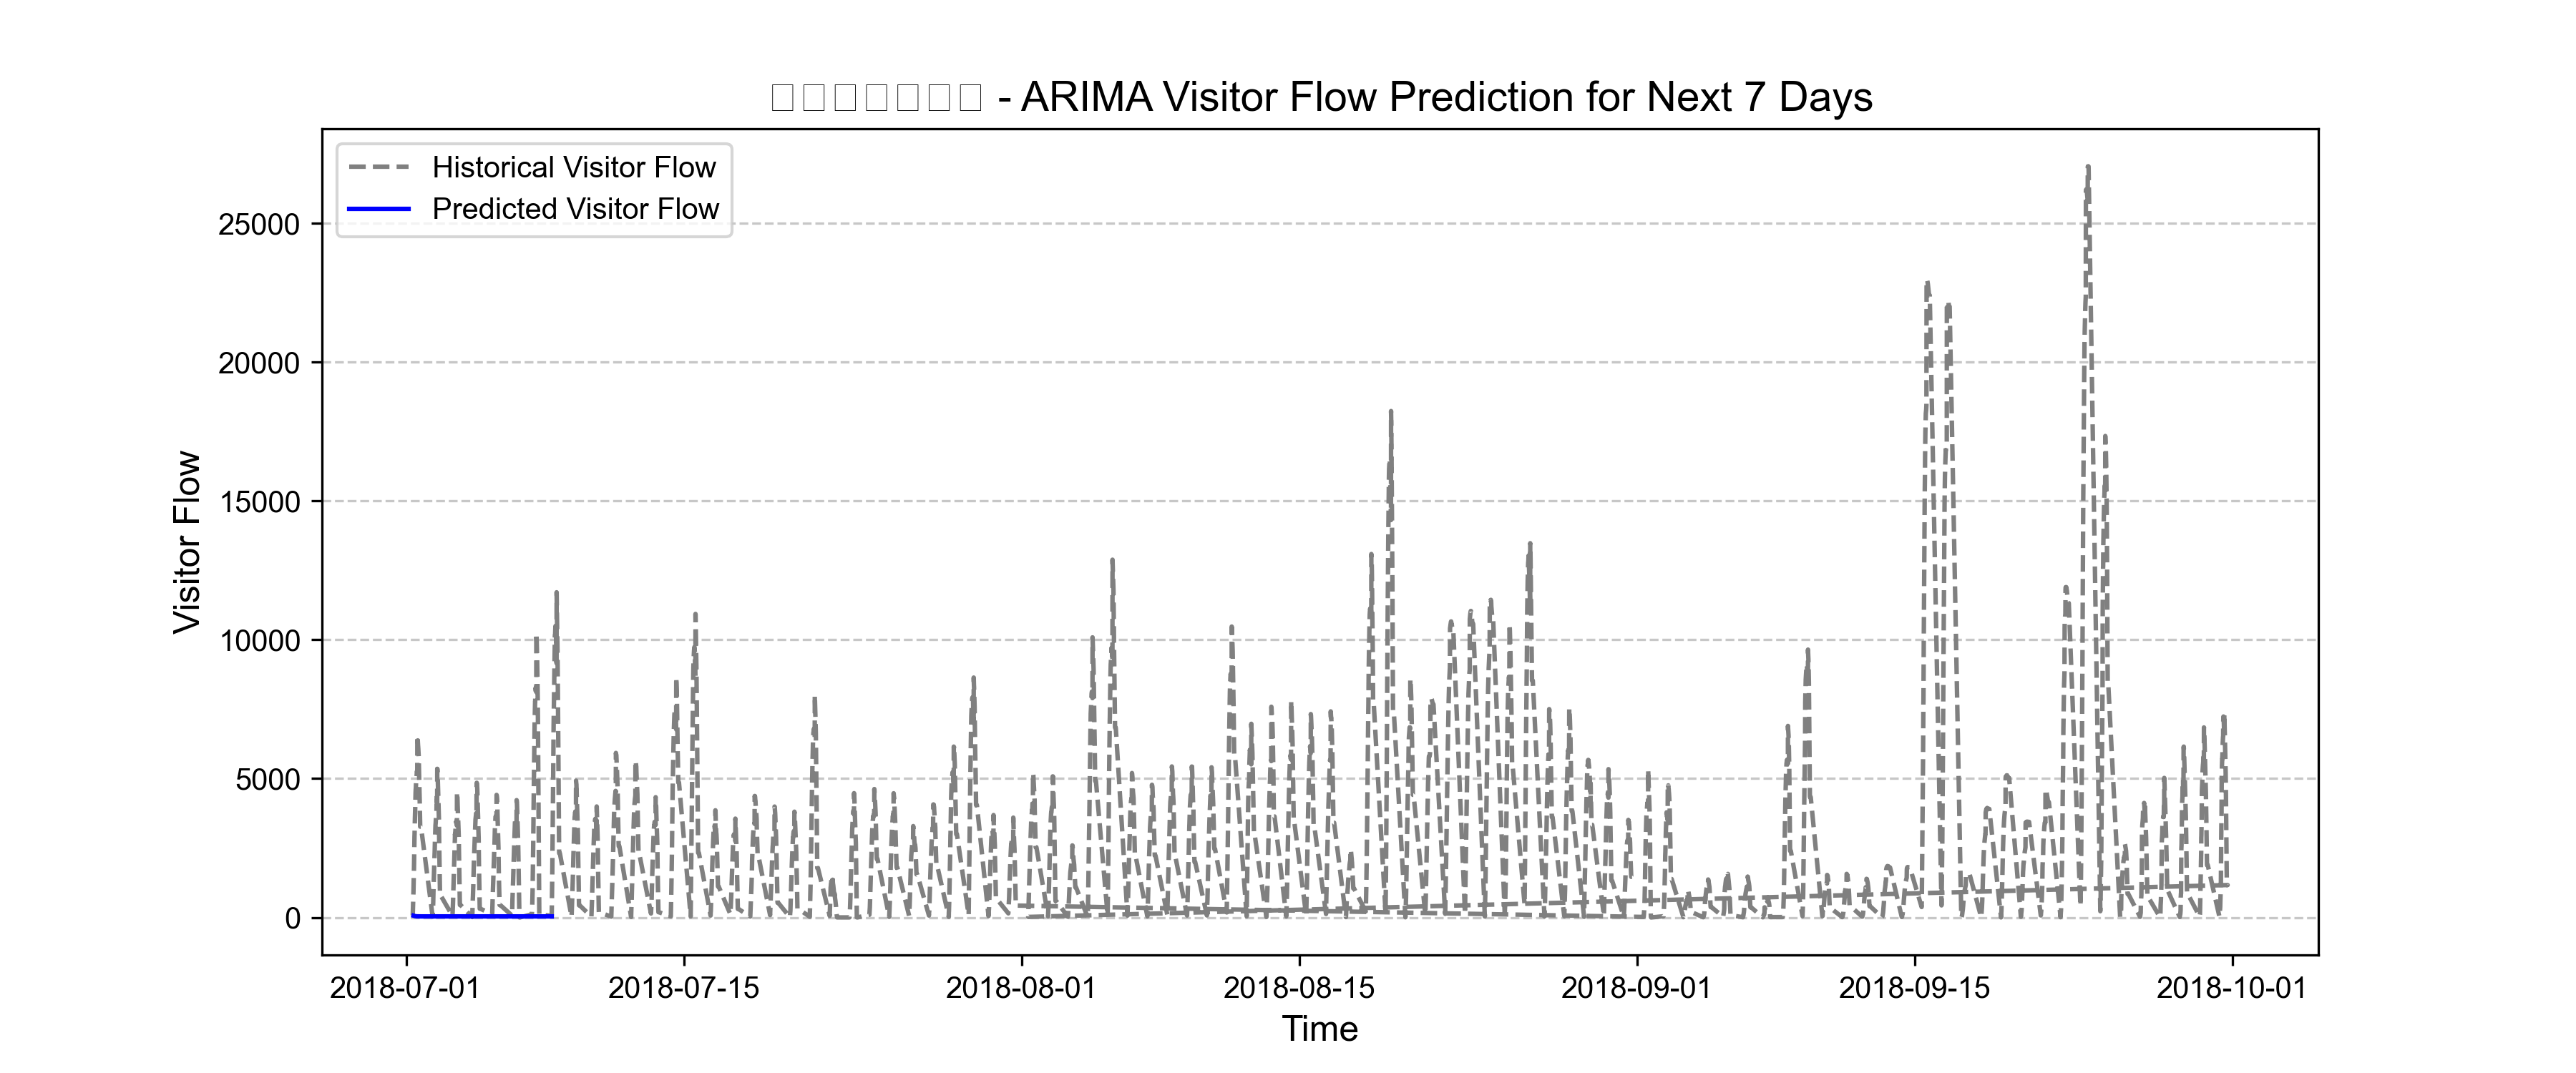 - ARIMA Visitor Flow Prediction for Next 7 Days
Historical Visitor Flow
Predicted Visitor Flow
Visitor Flow
25000
20000
15000
10000
5000
0
2018-07-01 2018-07-15 2018-08-01 2018-08-15 2018-09-01 2018-09-15 2018-10-01
Time